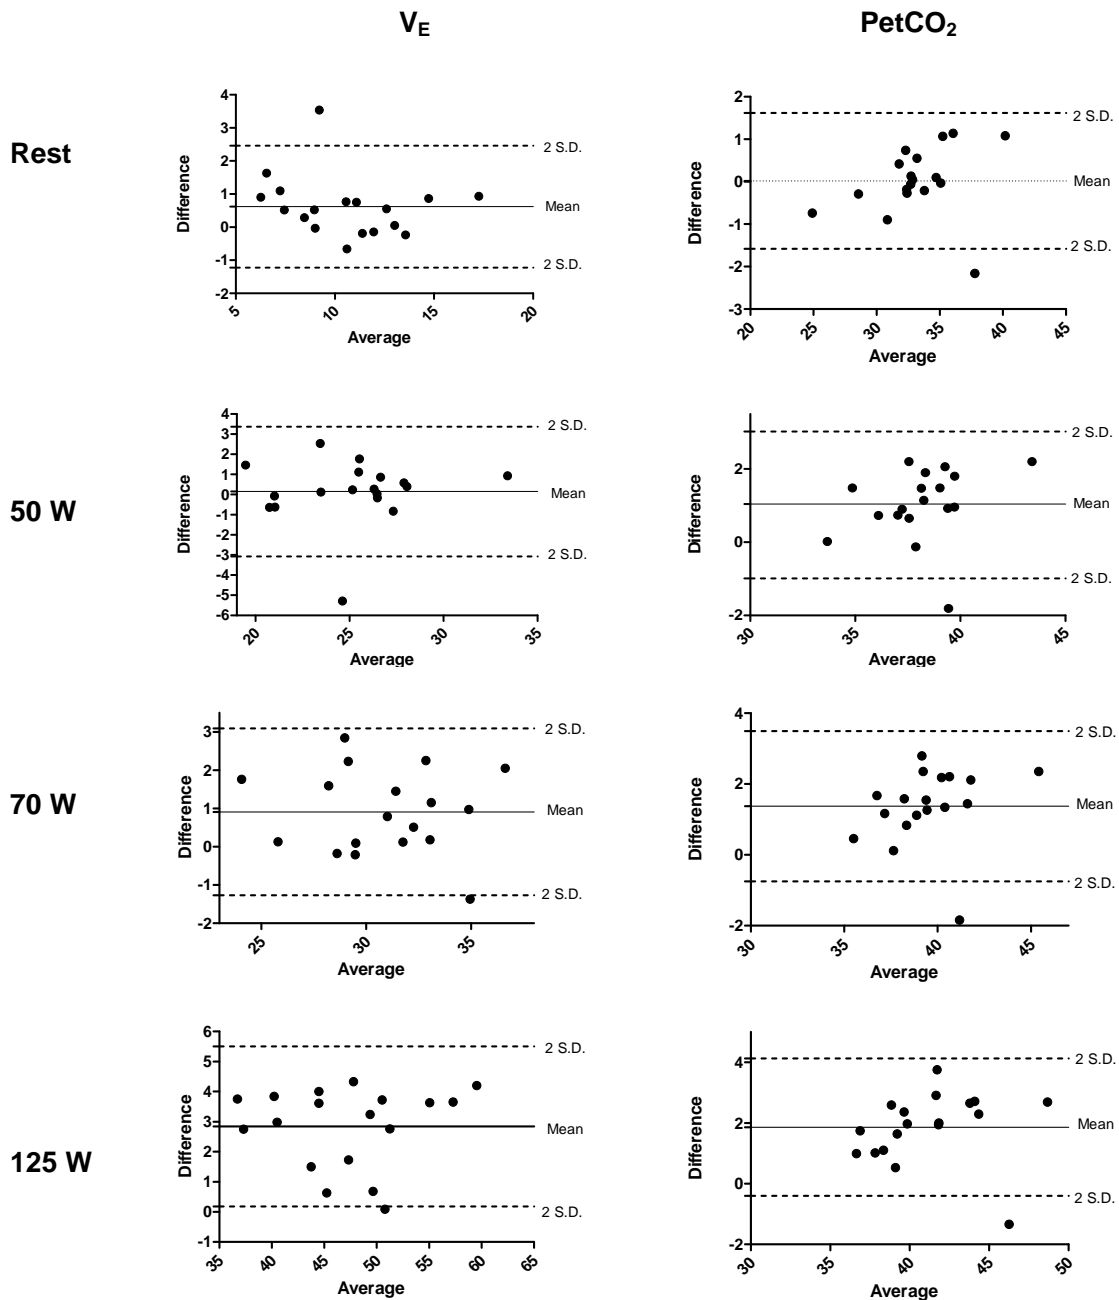 V_E PetCO₂
Rest
4
3
2
1
0
-1
-2
Difference
2 S.D.
Mean
2 S.D.
5 10 15 20
Average
2
1
0
-1
-2
-3
Difference
2 S.D.
Mean
2 S.D.
20 25 30 35 40 45
Average
50 W
4
3
2
1
0
-1
-2
-3
-4
-5
-6
Difference
2 S.D.
Mean
2 S.D.
20 25 30 35
Average
2
0
-2
Difference
2 S.D.
Mean
2 S.D.
30 35 40 45
Average
70 W
3
2
1
0
-1
-2
Difference
2 S.D.
Mean
2 S.D.
25 30 35
Average
4
2
0
-2
Difference
2 S.D.
Mean
2 S.D.
30 35 40 45
Average
125 W
6
5
4
3
2
1
0
-1
Difference
2 S.D.
Mean
2 S.D.
35 40 45 50 55 60 65
Average
4
2
0
-2
Difference
2 S.D.
Mean
2 S.D.
30 35 40 45 50
Average